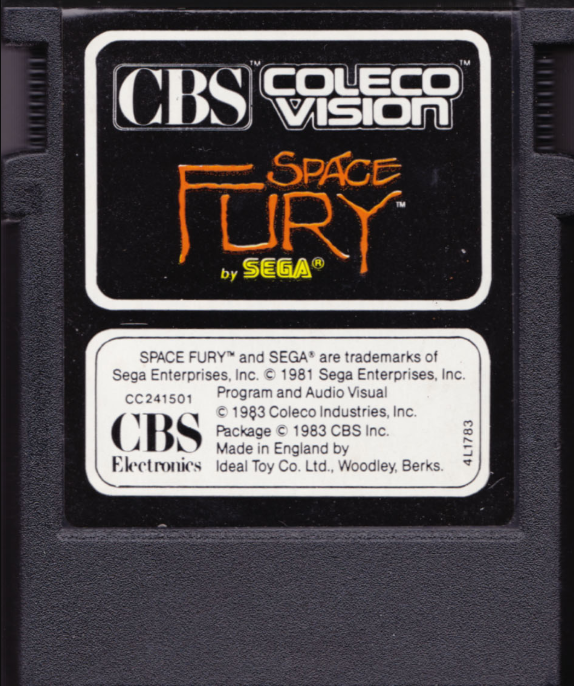 CBS™ COLECO VISION™
SPACE
FURY™
by SEGA®
SPACE FURY™ and SEGA® are trademarks of
Sega Enterprises, Inc. © 1981 Sega Enterprises, Inc.
CC241501 Program and Audio Visual
© 1983 Coleco Industries, Inc.
CBS Package © 1983 CBS Inc.
Made in England by
Electronics Ideal Toy Co. Ltd., Woodley, Berks.
4L1783